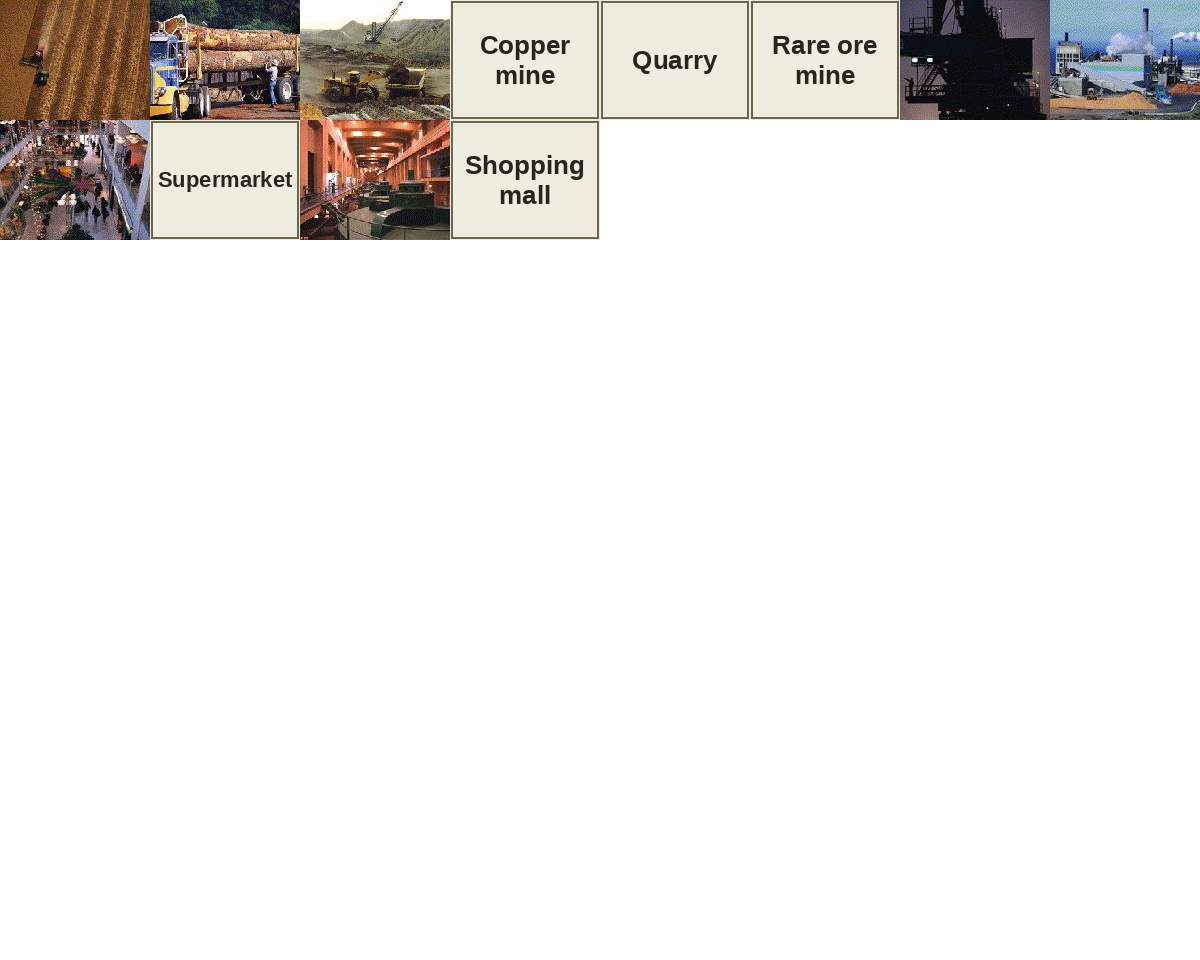 Copper
mine
Quarry
Rare ore
mine
Supermarket
Shopping
mall